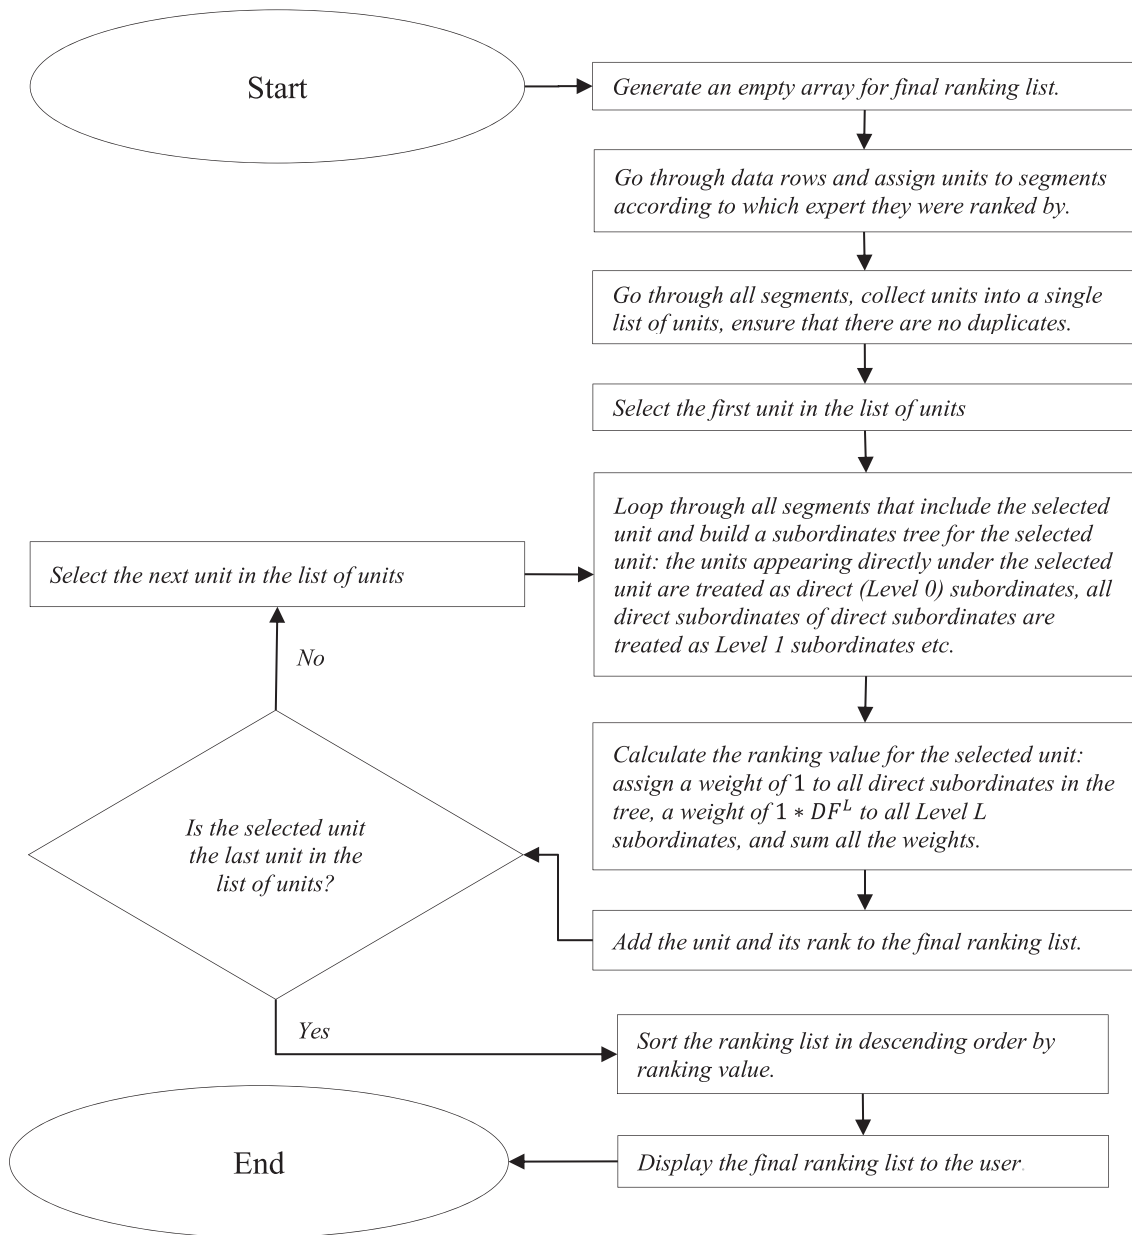 Start
Generate an empty array for final ranking list.
Go through data rows and assign units to segments
according to which expert they were ranked by.
Go through all segments, collect units into a single
list of units, ensure that there are no duplicates.
Select the first unit in the list of units
Loop through all segments that include the selected
unit and build a subordinates tree for the selected
unit: the units appearing directly under the selected
unit are treated as direct (Level 0) subordinates, all
direct subordinates of direct subordinates are
treated as Level 1 subordinates etc.
Select the next unit in the list of units
No
Calculate the ranking value for the selected unit:
assign a weight of 1 to all direct subordinates in the
tree, a weight of 1 * DF^L to all Level L
subordinates, and sum all the weights.
Is the selected unit
the last unit in the
list of units?
Add the unit and its rank to the final ranking list.
Yes
Sort the ranking list in descending order by
ranking value.
Display the final ranking list to the user.
End